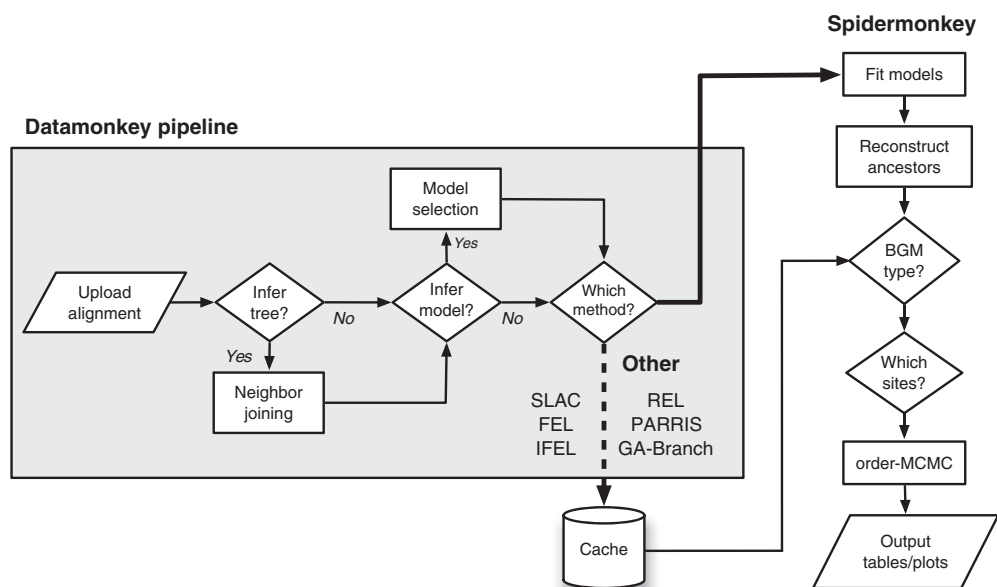 Spidermonkey
Fit models
Datamonkey pipeline
Reconstruct
ancestors
Model
selection
Yes
BGM
type?
Upload
alignment
Infer
tree?
No
Infer
model?
No
Which
method?
Yes
Neighbor
joining
Other
Which
sites?
SLAC
REL
FEL
PARRIS
IFEL
GA-Branch
order-MCMC
Cache
Output
tables/plots